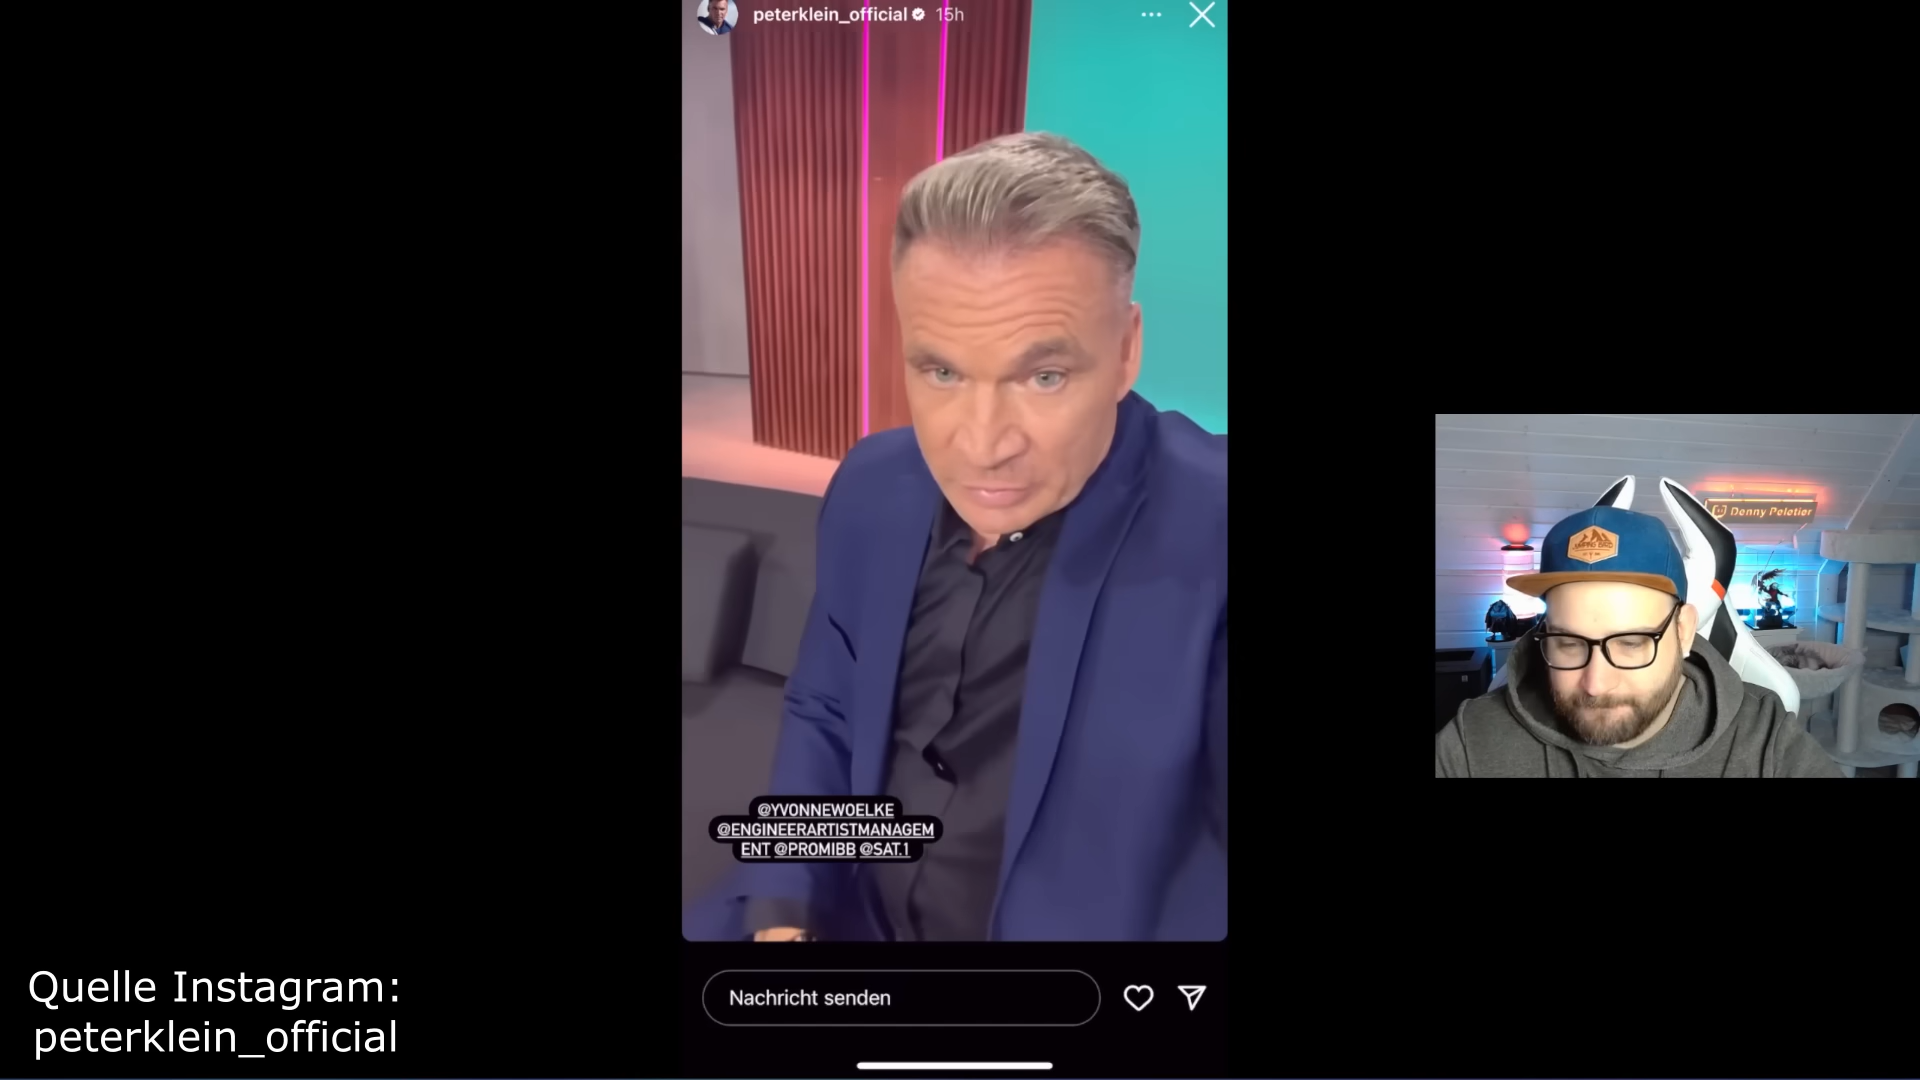 peterklein_official 15h
@YVONNEWOELKE
@ENGINEERARTISTMANAGEM
ENT @PROMIBB @SAT.1
Denny Peletier
Nachricht senden
Quelle Instagram:
peterklein_official